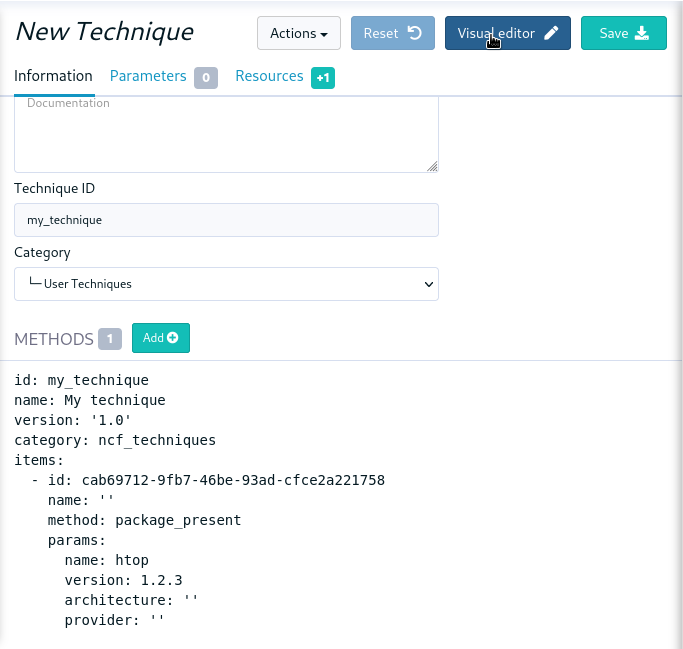 New Technique
Actions
Reset
Visual editor
Save
Information
Parameters 0
Resources +1
Documentation
Technique ID
my_technique
Category
└─ User Techniques
METHODS 1 Add
id: my_technique
name: My technique
version: '1.0'
category: ncf_techniques
items:
  - id: cab69712-9fb7-46be-93ad-cfce2a221758
    name: ''
    method: package_present
    params:
      name: htop
      version: 1.2.3
      architecture: ''
      provider: ''